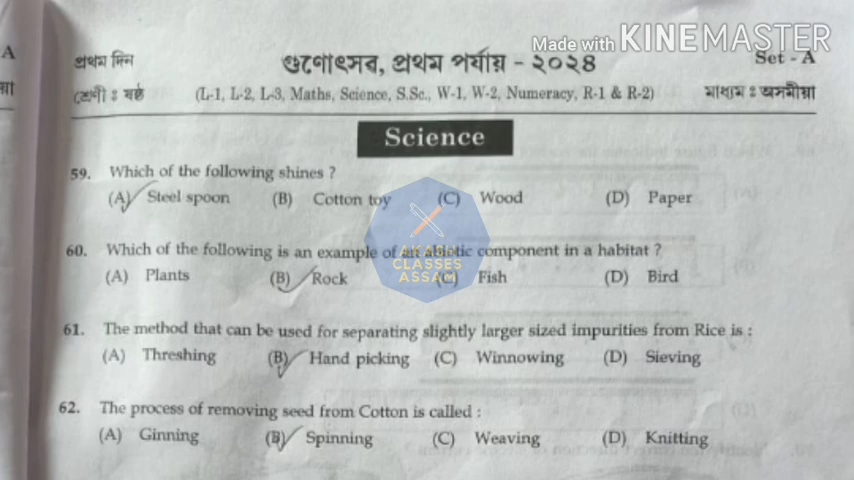 Made with KINEMASTER
A
প্ৰথম দিন
গুণোৎসৱ, প্ৰথম পৰ্যায় - ২০২৪
Set - A
শ্ৰেণী : ষষ্ঠ
(L-1, L-2, L-3, Maths, Science, S.Sc., W-1, W-2, Numeracy, R-1 & R-2)
মাধ্যম : অসমীয়া
Science
59. Which of the following shines ?
(A) Steel spoon (B) Cotton toy (C) Wood (D) Paper
60. Which of the following is an example of an abiotic component in a habitat ?
(A) Plants (B) Rock (C) Fish (D) Bird
AKASH
CLASSES
ASSAM
61. The method that can be used for separating slightly larger sized impurities from Rice is :
(A) Threshing (B) Hand picking (C) Winnowing (D) Sieving
62. The process of removing seed from Cotton is called :
(A) Ginning (B) Spinning (C) Weaving (D) Knitting